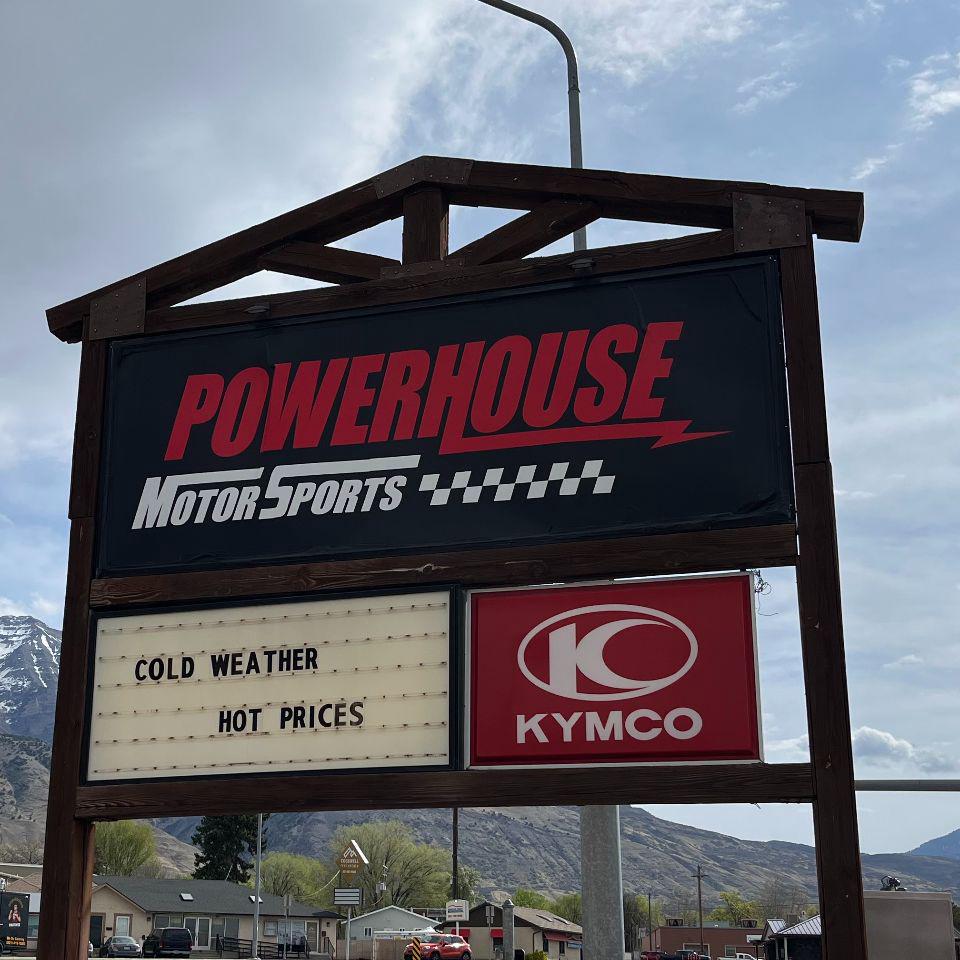 POWERHOUSE
MOTORSPORTS
COLD WEATHER
HOT PRICES
KYMCO